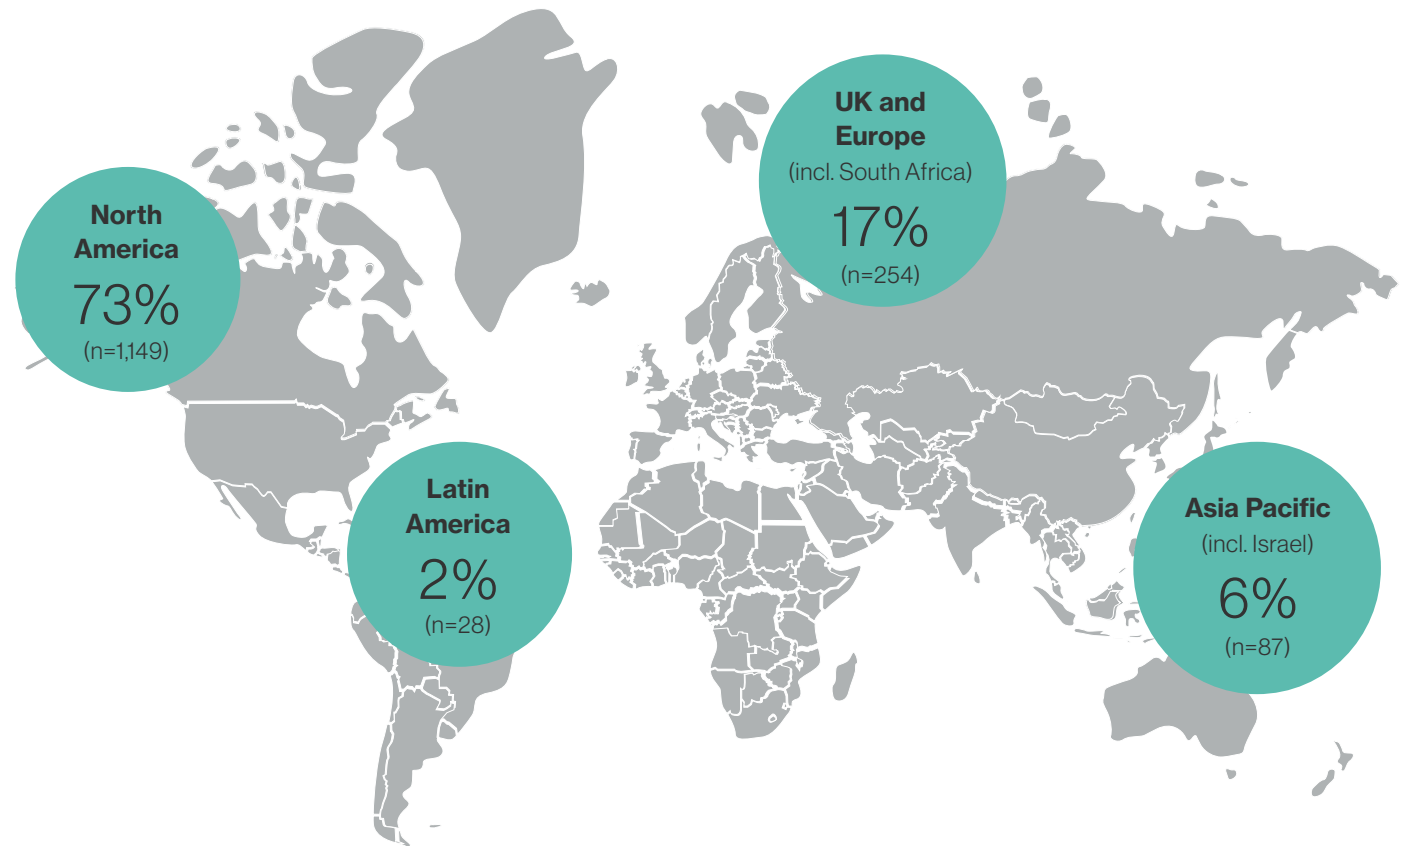 North
America
73%
(n=1,149)
UK and
Europe
(incl. South Africa)
17%
(n=254)
Latin
America
2%
(n=28)
Asia Pacific
(incl. Israel)
6%
(n=87)